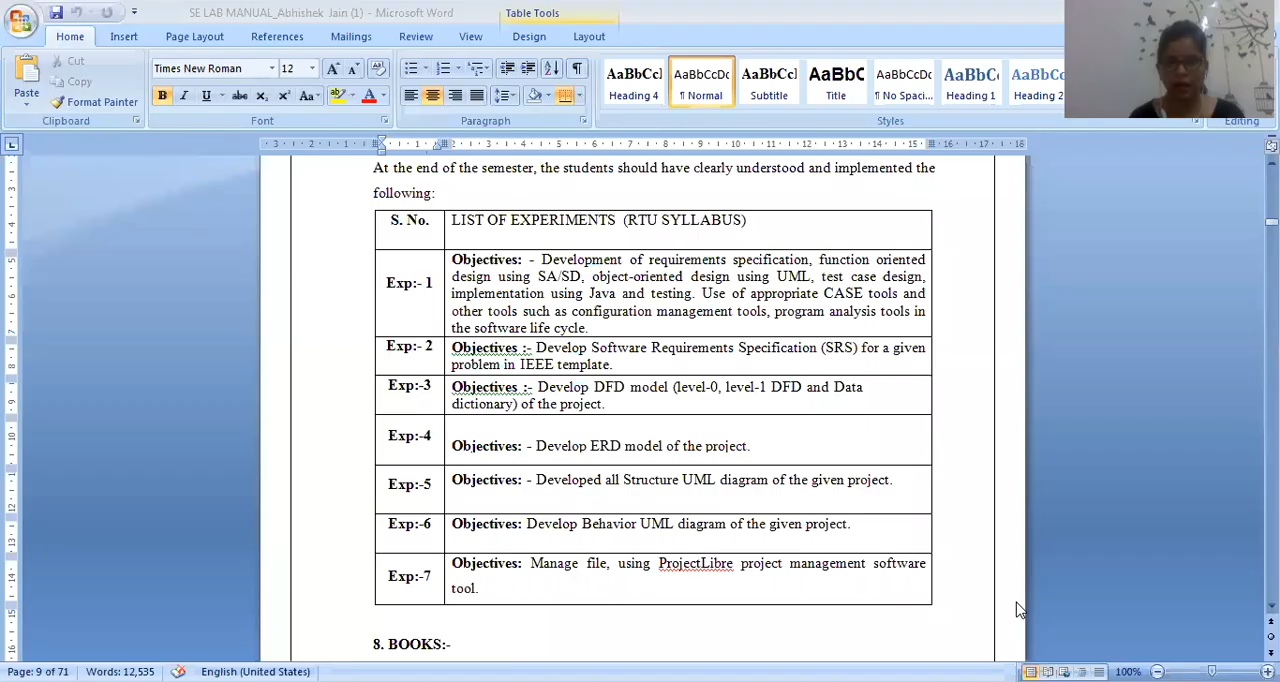 SE LAB MANUAL_Abhishek Jain (1) - Microsoft Word
Table Tools
Home Insert Page Layout References Mailings Review View Design Layout
Paste
Cut
Copy
Format Painter
Clipboard
Times New Roman 12
Font
Paragraph
AaBbCcI AaBbCcDc AaBbCcI AaBbC AaBbCcDc AaBbCc AaBbCc
Heading 4 ¶ Normal Subtitle Title ¶ No Spaci... Heading 1 Heading 2
Styles
Editing
At the end of the semester, the students should have clearly understood and implemented the
following:
S. No. LIST OF EXPERIMENTS (RTU SYLLABUS)
Exp:- 1
Objectives: - Development of requirements specification, function oriented
design using SA/SD, object-oriented design using UML, test case design,
implementation using Java and testing. Use of appropriate CASE tools and
other tools such as configuration management tools, program analysis tools in
the software life cycle.
Exp:- 2 Objectives :- Develop Software Requirements Specification (SRS) for a given
problem in IEEE template.
Exp:-3 Objectives :- Develop DFD model (level-0, level-1 DFD and Data
dictionary) of the project.
Exp:-4
Objectives: - Develop ERD model of the project.
Exp:-5 Objectives: - Developed all Structure UML diagram of the given project.
Exp:-6 Objectives: Develop Behavior UML diagram of the given project.
Exp:-7
Objectives: Manage file, using ProjectLibre project management software
tool.
8. BOOKS:-
Page: 9 of 71 Words: 12,535 English (United States) 100%